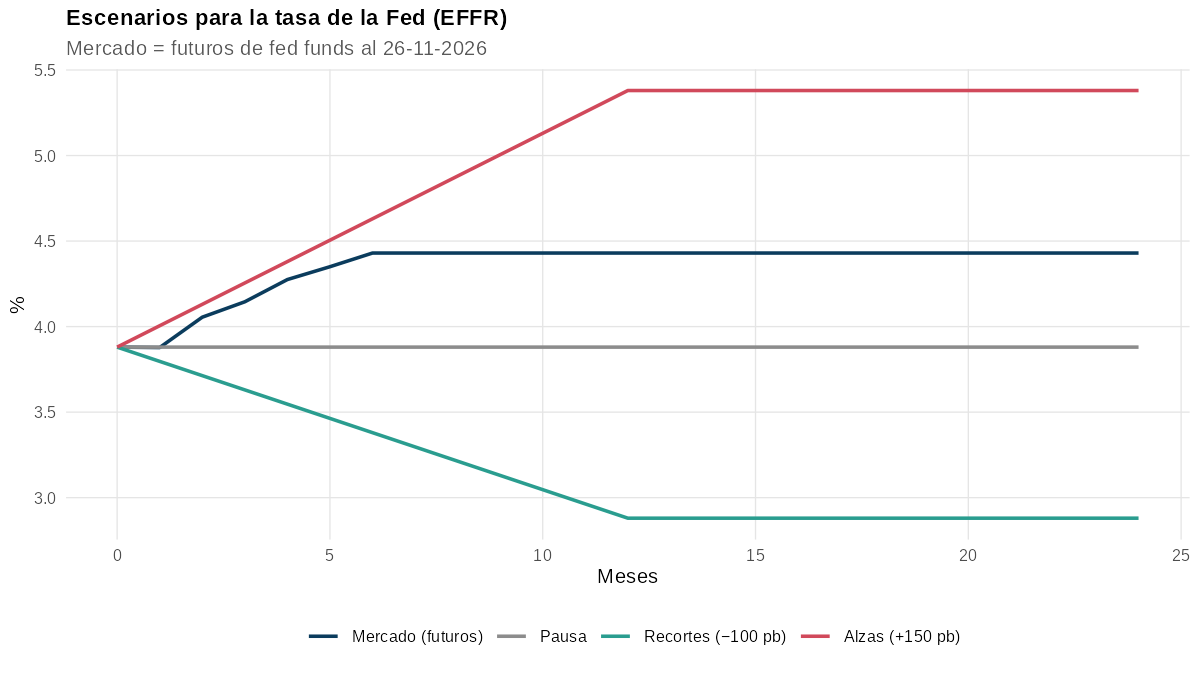 Escenarios para la tasa de la Fed (EFFR)
Mercado = futuros de fed funds al 26-11-2026
5.5
5.0
4.5
4.0
3.5
3.0
%
0 5 10 15 20 25
Meses
Mercado (futuros) Pausa Recortes (−100 pb) Alzas (+150 pb)